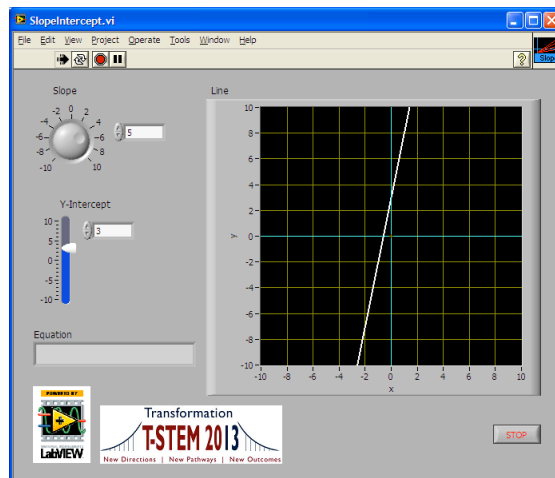 SlopeIntercept.vi
File Edit View Project Operate Tools Window Help
?
Slop
Slope
-2 0 2
-4 4
-6 6
-8 8
-10 10
5
Y-Intercept
10
5
0
-5
-10
3
Equation
Line
10
8
6
4
2
0
-2
-4
-6
-8
-10
Y
-10 -8 -6 -4 -2 0 2 4 6 8 10
x
POWERED BY
LabVIEW
Transformation
T-STEM 2013
New Directions | New Pathways | New Outcomes
STOP